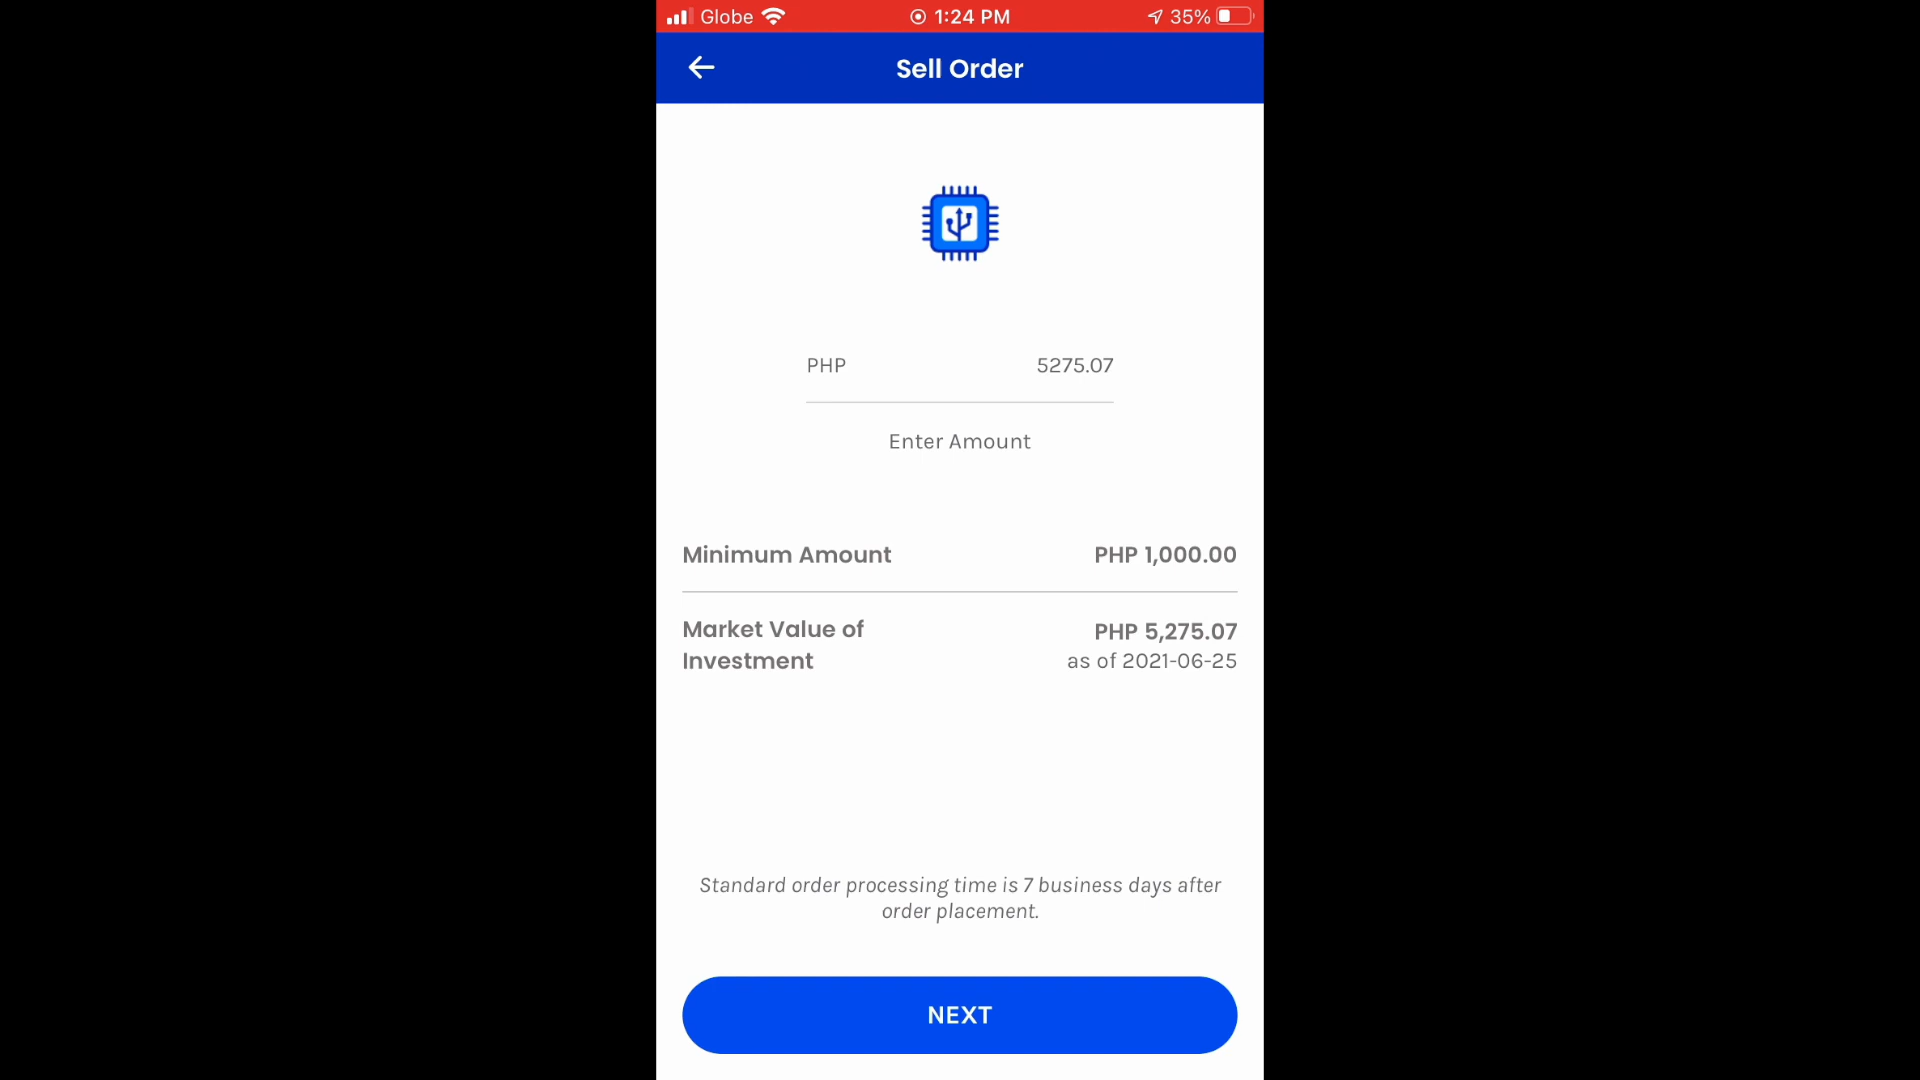 Globe 1:24 PM 35%
Sell Order
PHP 5275.07
Enter Amount
Minimum Amount PHP 1,000.00
Market Value of PHP 5,275.07
Investment as of 2021-06-25
Standard order processing time is 7 business days after
order placement.
NEXT